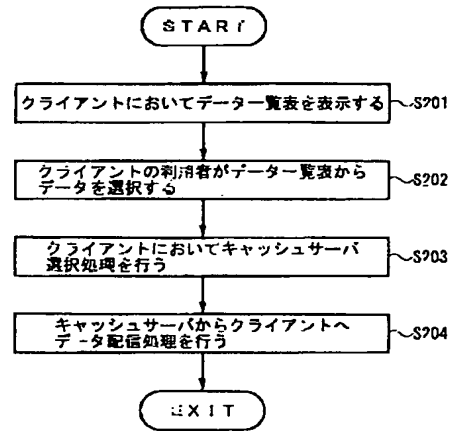 START
クライアントにおいてデータ一覧表を表示する
S201
クライアントの利用者がデータ一覧表から
データを選択する
S202
クライアントにおいてキャッシュサーバ
選択処理を行う
S203
キャッシュサーバからクライアントへ
データ配信処理を行う
S204
EXIT